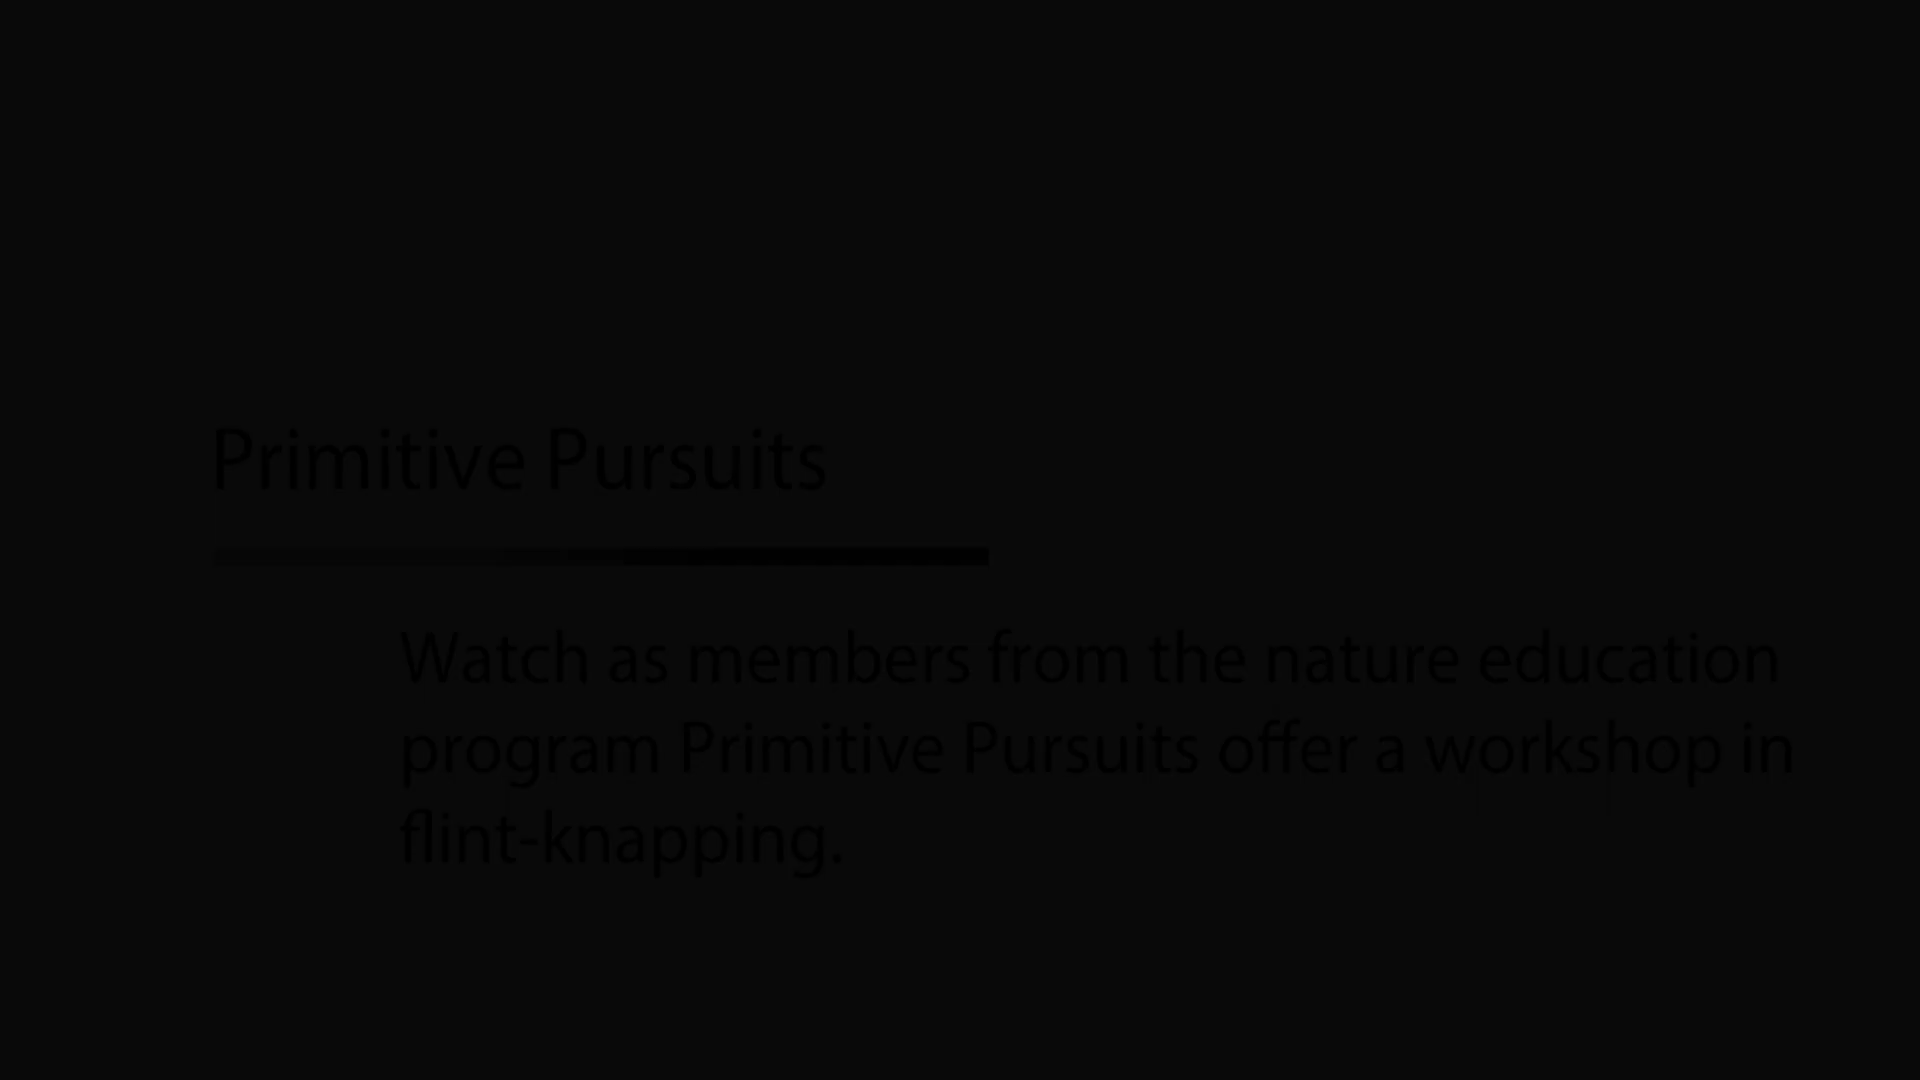 Primitive Pursuits
Watch as members from the nature education
program Primitive Pursuits offer a workshop in
flint-knapping.